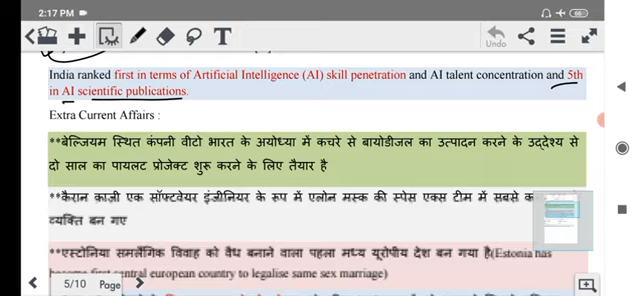 2:17 PM
66
Undo
India ranked first in terms of Artificial Intelligence (AI) skill penetration and AI talent concentration and 5th
in AI scientific publications.
Extra Current Affairs :
**बेल्जियम स्थित कंपनी वीटो भारत के अयोध्या में कचरे से बायोडीजल का उत्पादन करने के उद्देश्य से
दो साल का पायलट प्रोजेक्ट शुरू करने के लिए तैयार है
**कैरान क़ाज़ी एक सॉफ्टवेयर इंजीनियर के रूप में एलोन मस्क की स्पेस एक्स टीम में सबसे
व्यक्ति बन गए
**एस्टोनिया समलैंगिक विवाह को वैध बनाने वाला पहला मध्य यूरोपीय देश बन गया है(Estonia has
become first central european country to legalise same sex marriage)
5/10 Page